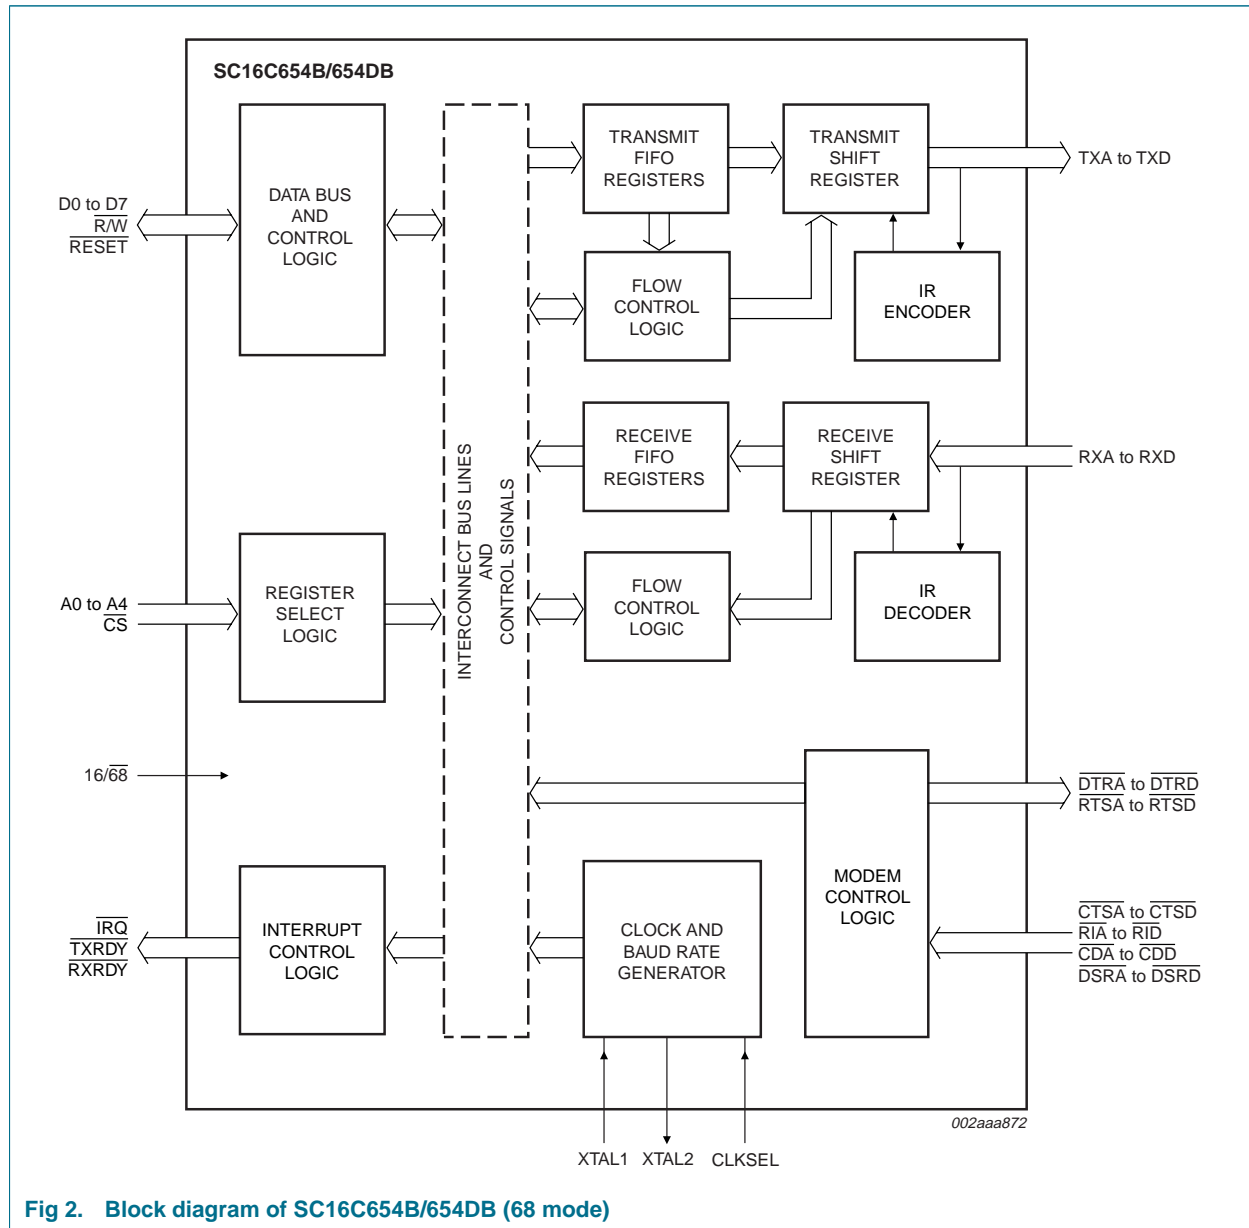 SC16C654B/654DB
DATA BUS
AND
CONTROL
LOGIC
D0 to D7
R/W
RESET
TRANSMIT
FIFO
REGISTERS
TRANSMIT
SHIFT
REGISTER
TXA to TXD
FLOW
CONTROL
LOGIC
IR
ENCODER
INTERCONNECT BUS LINES
AND
CONTROL SIGNALS
RECEIVE
FIFO
REGISTERS
RECEIVE
SHIFT
REGISTER
RXA to RXD
FLOW
CONTROL
LOGIC
IR
DECODER
A0 to A4
CS
REGISTER
SELECT
LOGIC
16/68
DTRA to DTRD
RTSA to RTSD
MODEM
CONTROL
LOGIC
CTSA to CTSD
RIA to RID
CDA to CDD
DSRA to DSRD
IRQ
TXRDY
RXRDY
INTERRUPT
CONTROL
LOGIC
CLOCK AND
BAUD RATE
GENERATOR
XTAL1 XTAL2 CLKSEL
002aaa872
Fig 2. Block diagram of SC16C654B/654DB (68 mode)